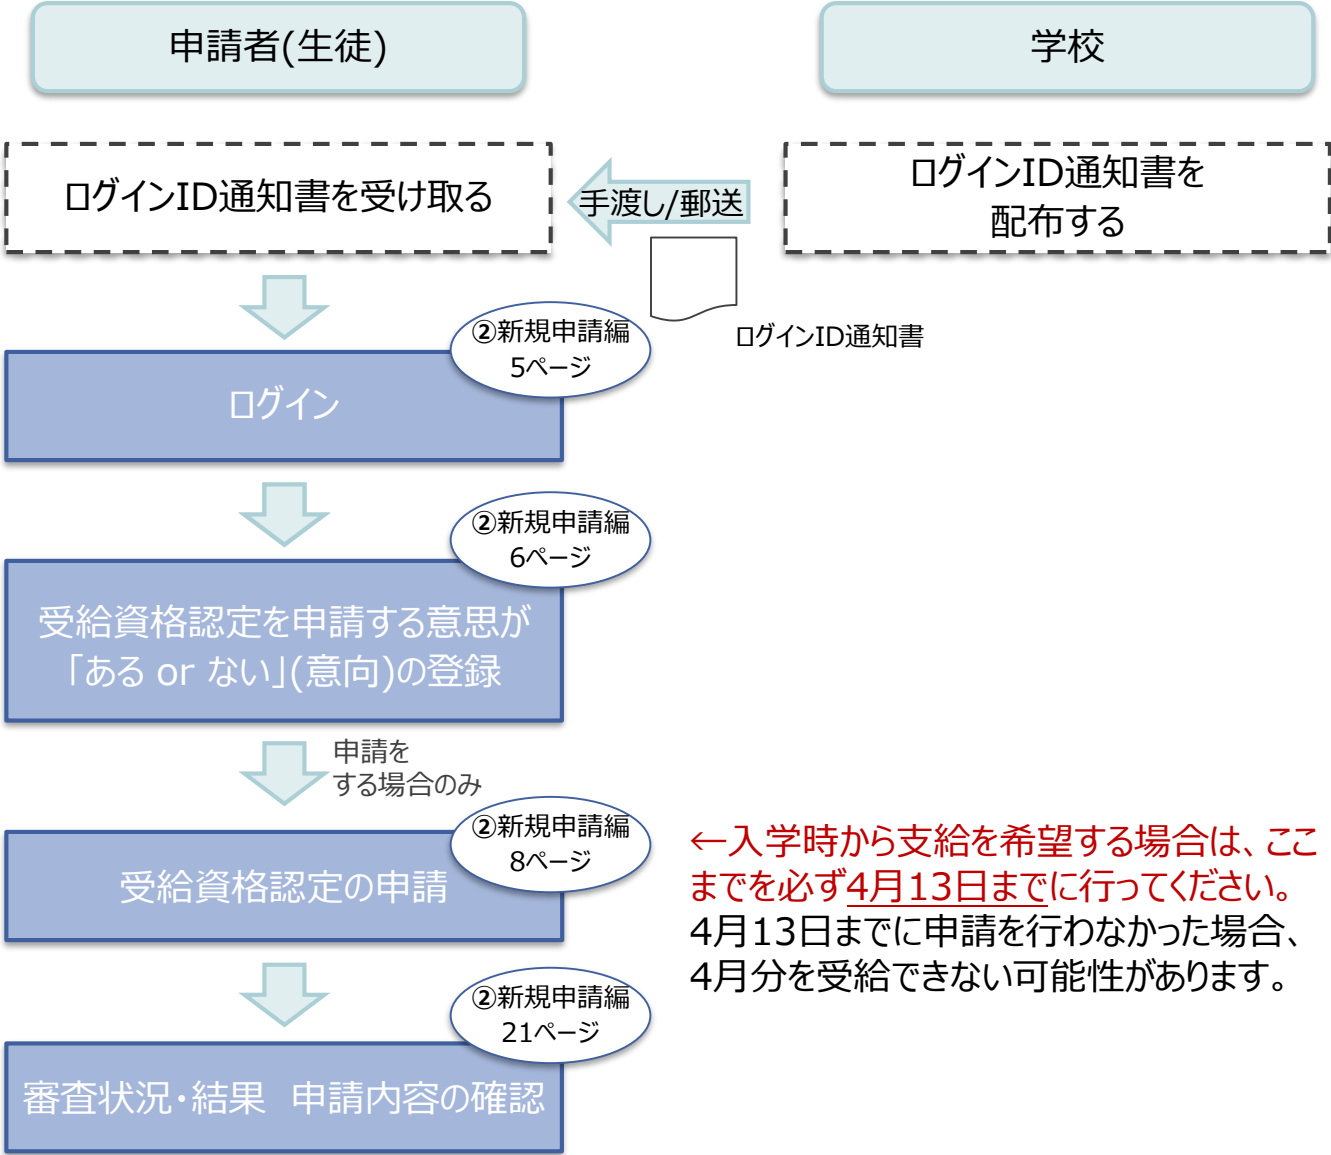 申請者(生徒)
学校
ログインID通知書を受け取る
手渡し/郵送
ログインID通知書を
配布する
ログインID通知書
②新規申請編
5ページ
ログイン
②新規申請編
6ページ
受給資格認定を申請する意思が
「ある or ない」(意向)の登録
申請を
する場合のみ
②新規申請編
8ページ
受給資格認定の申請
←入学時から支給を希望する場合は、ここ
までを必ず4月13日までに行ってください。
4月13日までに申請を行わなかった場合、
4月分を受給できない可能性があります。
②新規申請編
21ページ
審査状況・結果　申請内容の確認